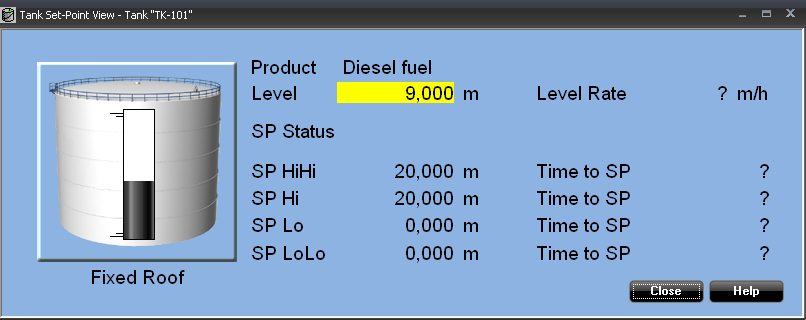 Tank Set-Point View - Tank "TK-101"
Product Diesel fuel
Level 9,000 m Level Rate ? m/h
SP Status
SP HiHi 20,000 m Time to SP ?
SP Hi 20,000 m Time to SP ?
SP Lo 0,000 m Time to SP ?
SP LoLo 0,000 m Time to SP ?
Fixed Roof
Close Help